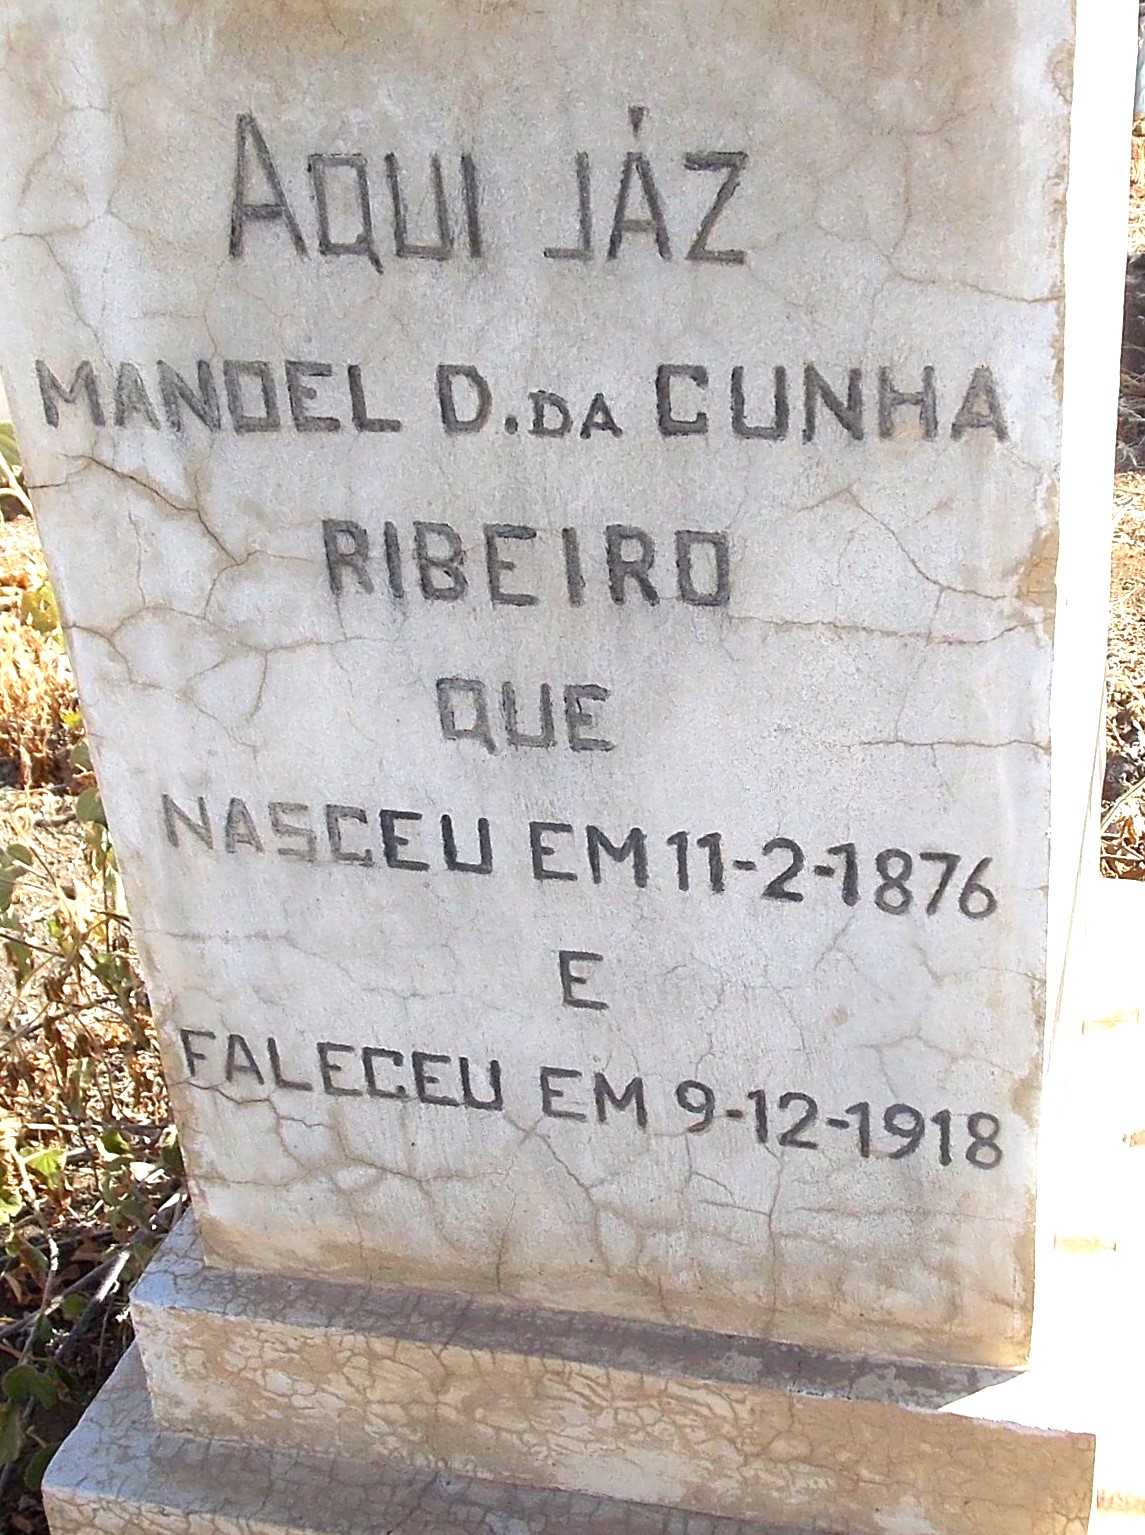 AQUI JÁZ
MANOEL D. DA CUNHA
RIBEIRO
QUE
NASCEU EM 11-2-1876
E
FALECEU EM 9-12-1918